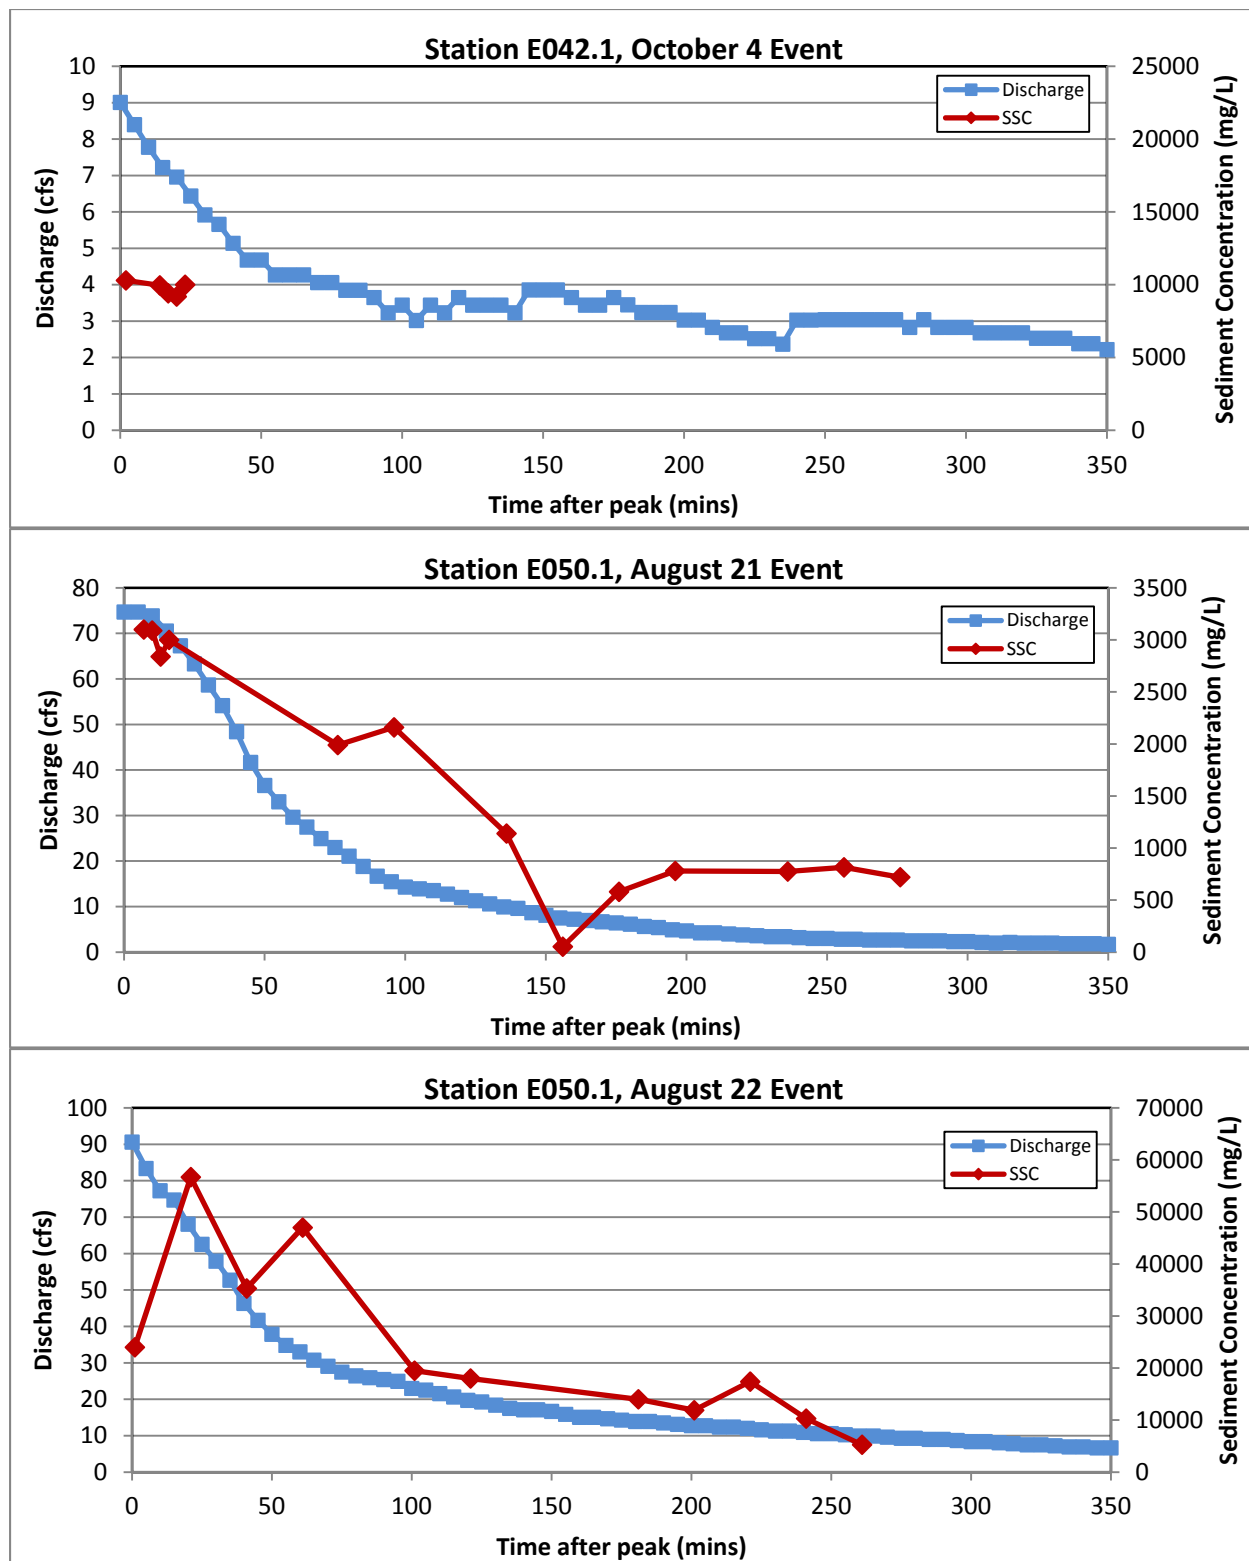 Station E042.1, October 4 Event
10
9
8
7
6
5
4
3
2
1
0
Discharge (cfs)
25000
20000
15000
10000
5000
0
Sediment Concentration (mg/L)
Discharge
SSC
0 50 100 150 200 250 300 350
Time after peak (mins)
Station E050.1, August 21 Event
80
70
60
50
40
30
20
10
0
Discharge (cfs)
3500
3000
2500
2000
1500
1000
500
0
Sediment Concentration (mg/L)
Discharge
SSC
0 50 100 150 200 250 300 350
Time after peak (mins)
Station E050.1, August 22 Event
100
90
80
70
60
50
40
30
20
10
0
Discharge (cfs)
70000
60000
50000
40000
30000
20000
10000
0
Sediment Concentration (mg/L)
Discharge
SSC
0 50 100 150 200 250 300 350
Time after peak (mins)